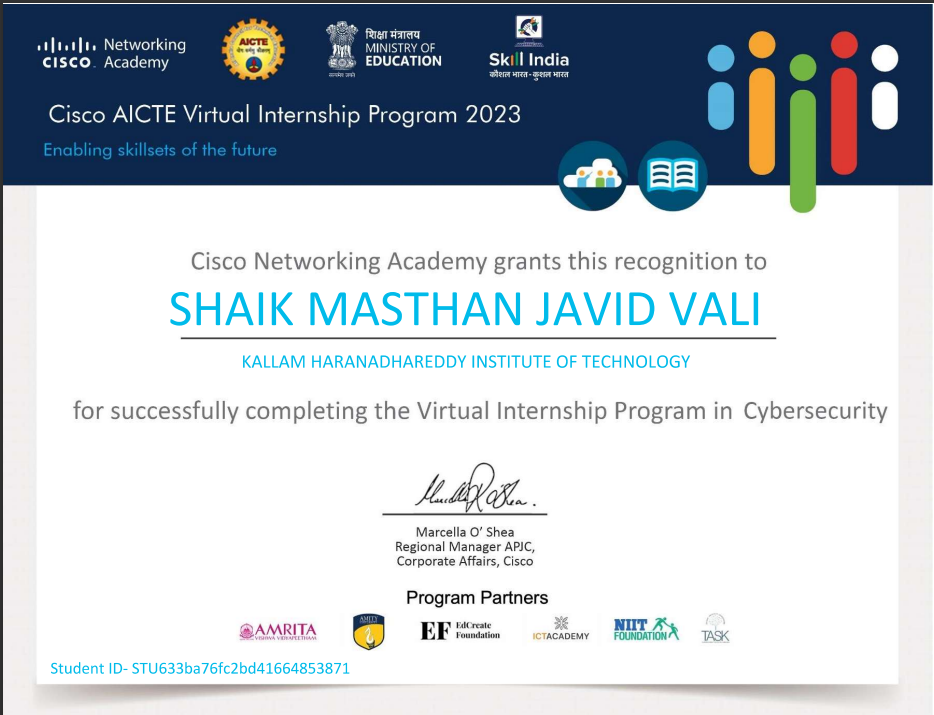 Networking
CISCO. Academy
AICTE
शिक्षा मंत्रालय
MINISTRY OF
EDUCATION
सत्यमेव जयते
Skill India
कौशल भारत - कुशल भारत
Cisco AICTE Virtual Internship Program 2023
Enabling skillsets of the future
Cisco Networking Academy grants this recognition to
SHAIK MASTHAN JAVID VALI
KALLAM HARANADHAREDDY INSTITUTE OF TECHNOLOGY
for successfully completing the Virtual Internship Program in Cybersecurity
Marcella O' Shea
Regional Manager APJC,
Corporate Affairs, Cisco
Program Partners
AMRITA
VISHWA VIDYAPEETHAM
AMITY
EF EdCreate
Foundation
ICTACADEMY
NIIT
FOUNDATION
TASK
Student ID- STU633ba76fc2bd41664853871